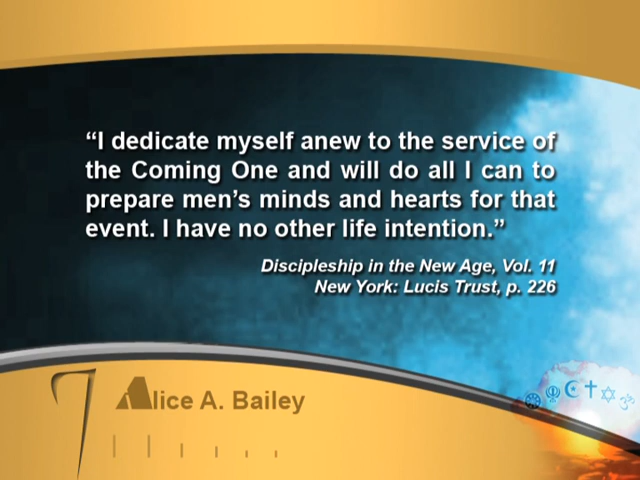 “I dedicate myself anew to the service of
the Coming One and will do all I can to
prepare men’s minds and hearts for that
event. I have no other life intention.”
Discipleship in the New Age, Vol. 11
New York: Lucis Trust, p. 226
Alice A. Bailey